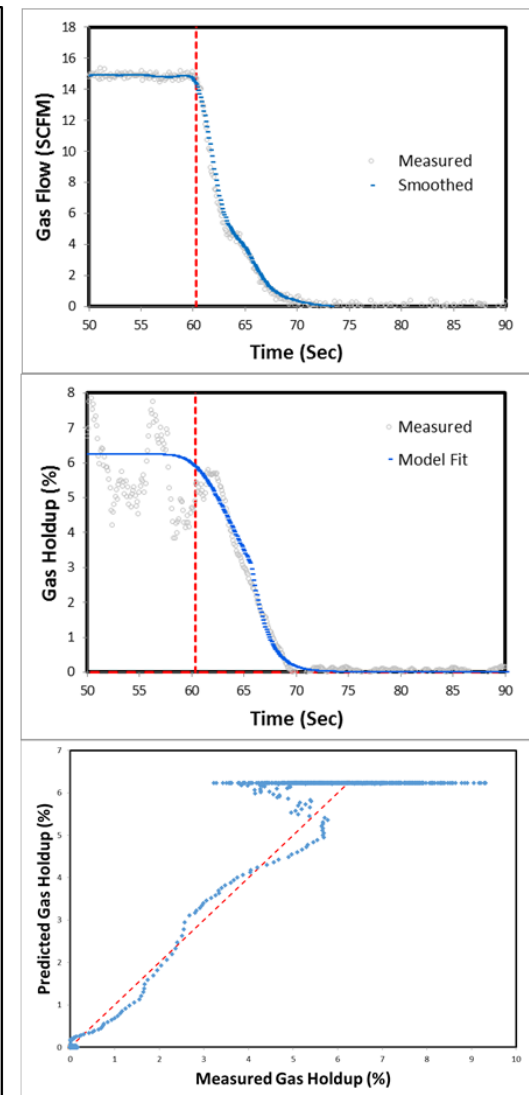 18
16
14
12
10
8
6
4
2
0
Gas Flow (SCFM)
Measured
Smoothed
50 55 60 65 70 75 80 85 90
Time (Sec)
8
7
6
5
4
3
2
1
0
Gas Holdup (%)
Measured
Model Fit
50 55 60 65 70 75 80 85 90
Time (Sec)
7
6
5
4
3
2
1
0
Predicted Gas Holdup (%)
0 1 2 3 4 5 6 7 8 9 10
Measured Gas Holdup (%)